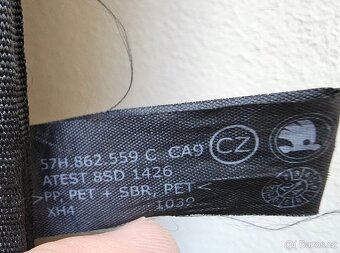 57H 862 559 C CA9
CZ
ATEST 8SD 1426
>PP, PET + SBR, PET<
XH4
1039
bazos.cz